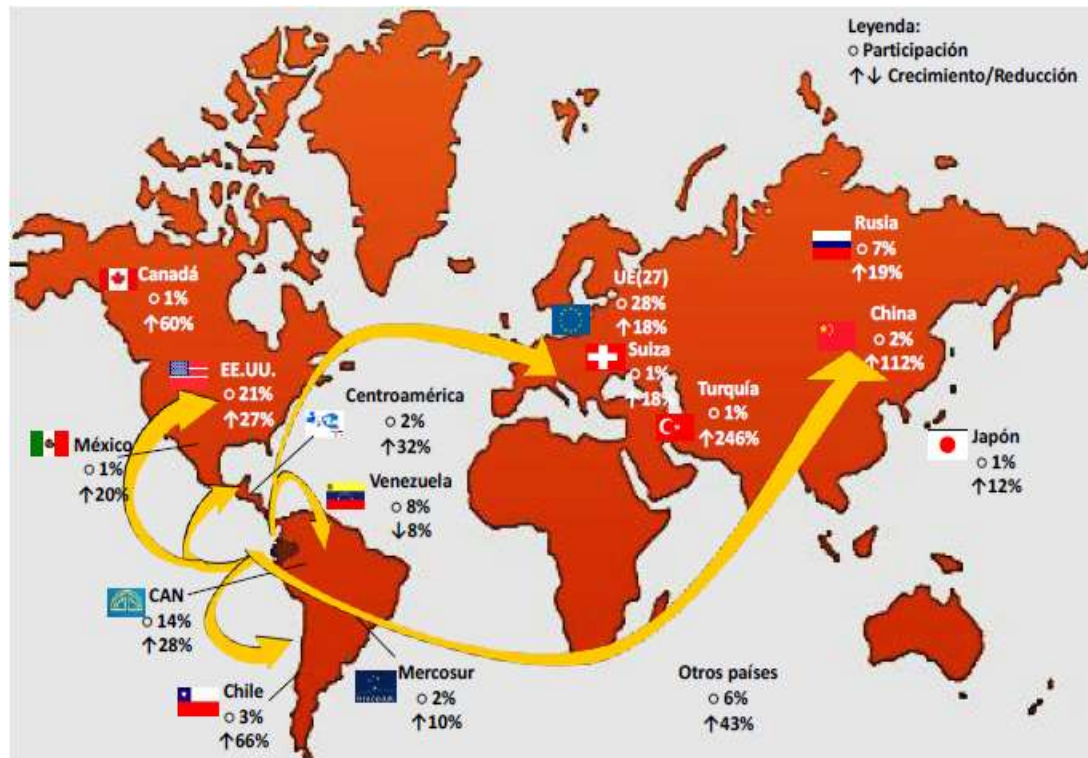 Leyenda:
○ Participación
↑↓ Crecimiento/Reducción
Canadá
○ 1%
↑60%
EE.UU.
○ 21%
↑27%
México
○ 1%
↑20%
Centroamérica
○ 2%
↑32%
Venezuela
○ 8%
↓8%
CAN
○ 14%
↑28%
Chile
○ 3%
↑66%
Mercosur
○ 2%
↑10%
UE(27)
○ 28%
↑18%
Suiza
○ 1%
↑18%
Turquía
○ 1%
↑246%
Rusia
○ 7%
↑19%
China
○ 2%
↑112%
Japón
○ 1%
↑12%
Otros países
○ 6%
↑43%